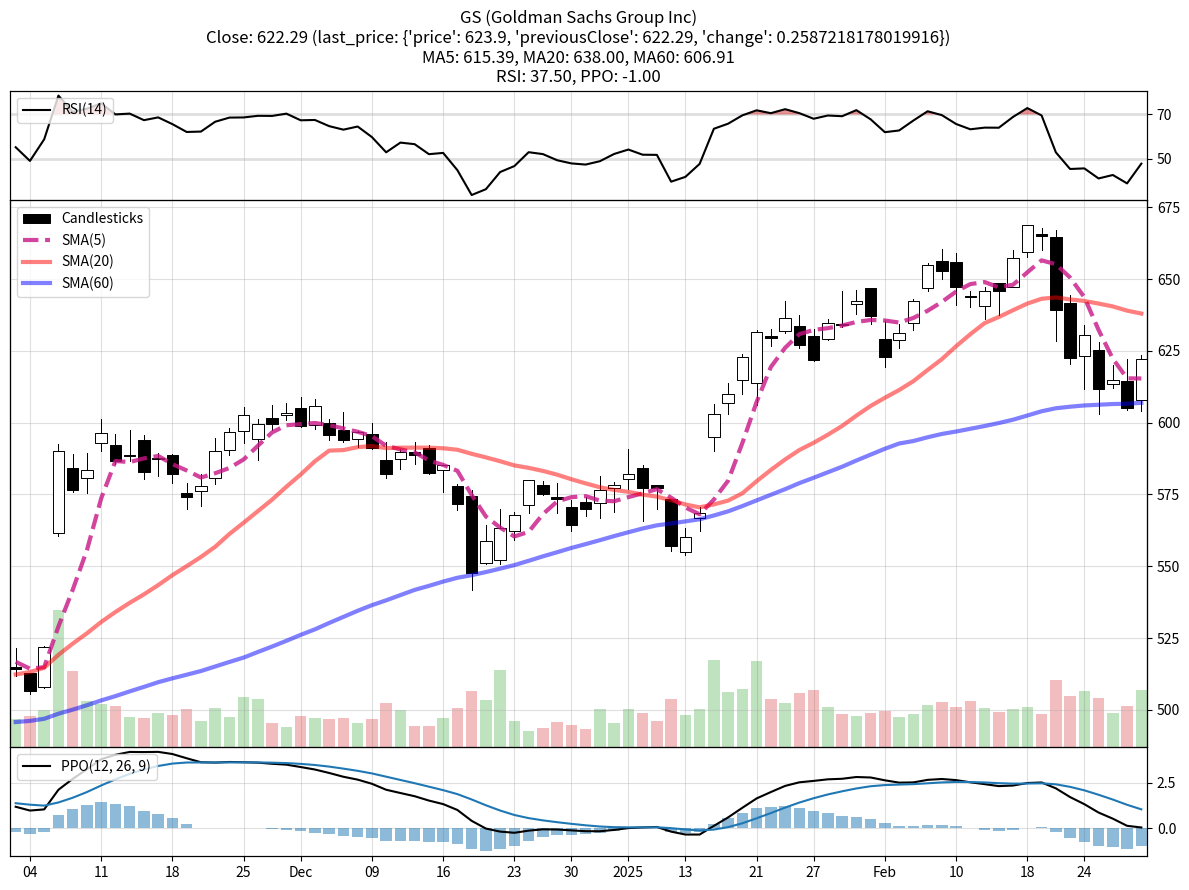 GS (Goldman Sachs Group Inc)
Close: 622.29 (last_price: {'price': 623.9, 'previousClose': 622.29, 'change': 0.2587218178019916})
MA5: 615.39, MA20: 638.00, MA60: 606.91
RSI: 37.50, PPO: -1.00
RSI(14)
70
50
Candlesticks
SMA(5)
SMA(20)
SMA(60)
675
650
625
600
575
550
525
500
PPO(12, 26, 9)
2.5
0.0
04 11 18 25 Dec 09 16 23 30 2025 13 21 27 Feb 10 18 24